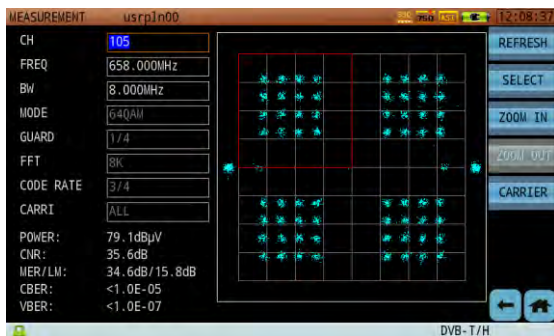 MEASUREMENT usrpIn00 750 12:08:37
CH 105
FREQ 658.000MHz
BW 8.000MHz
MODE 64QAM
GUARD 1/4
FFT 8K
CODE RATE 3/4
CARRI ALL
POWER: 79.1dBμV
CNR: 35.6dB
MER/LM: 34.6dB/15.8dB
CBER: <1.0E-05
VBER: <1.0E-07
REFRESH
SELECT
ZOOM IN
ZOOM OUT
CARRIER
DVB-T/H